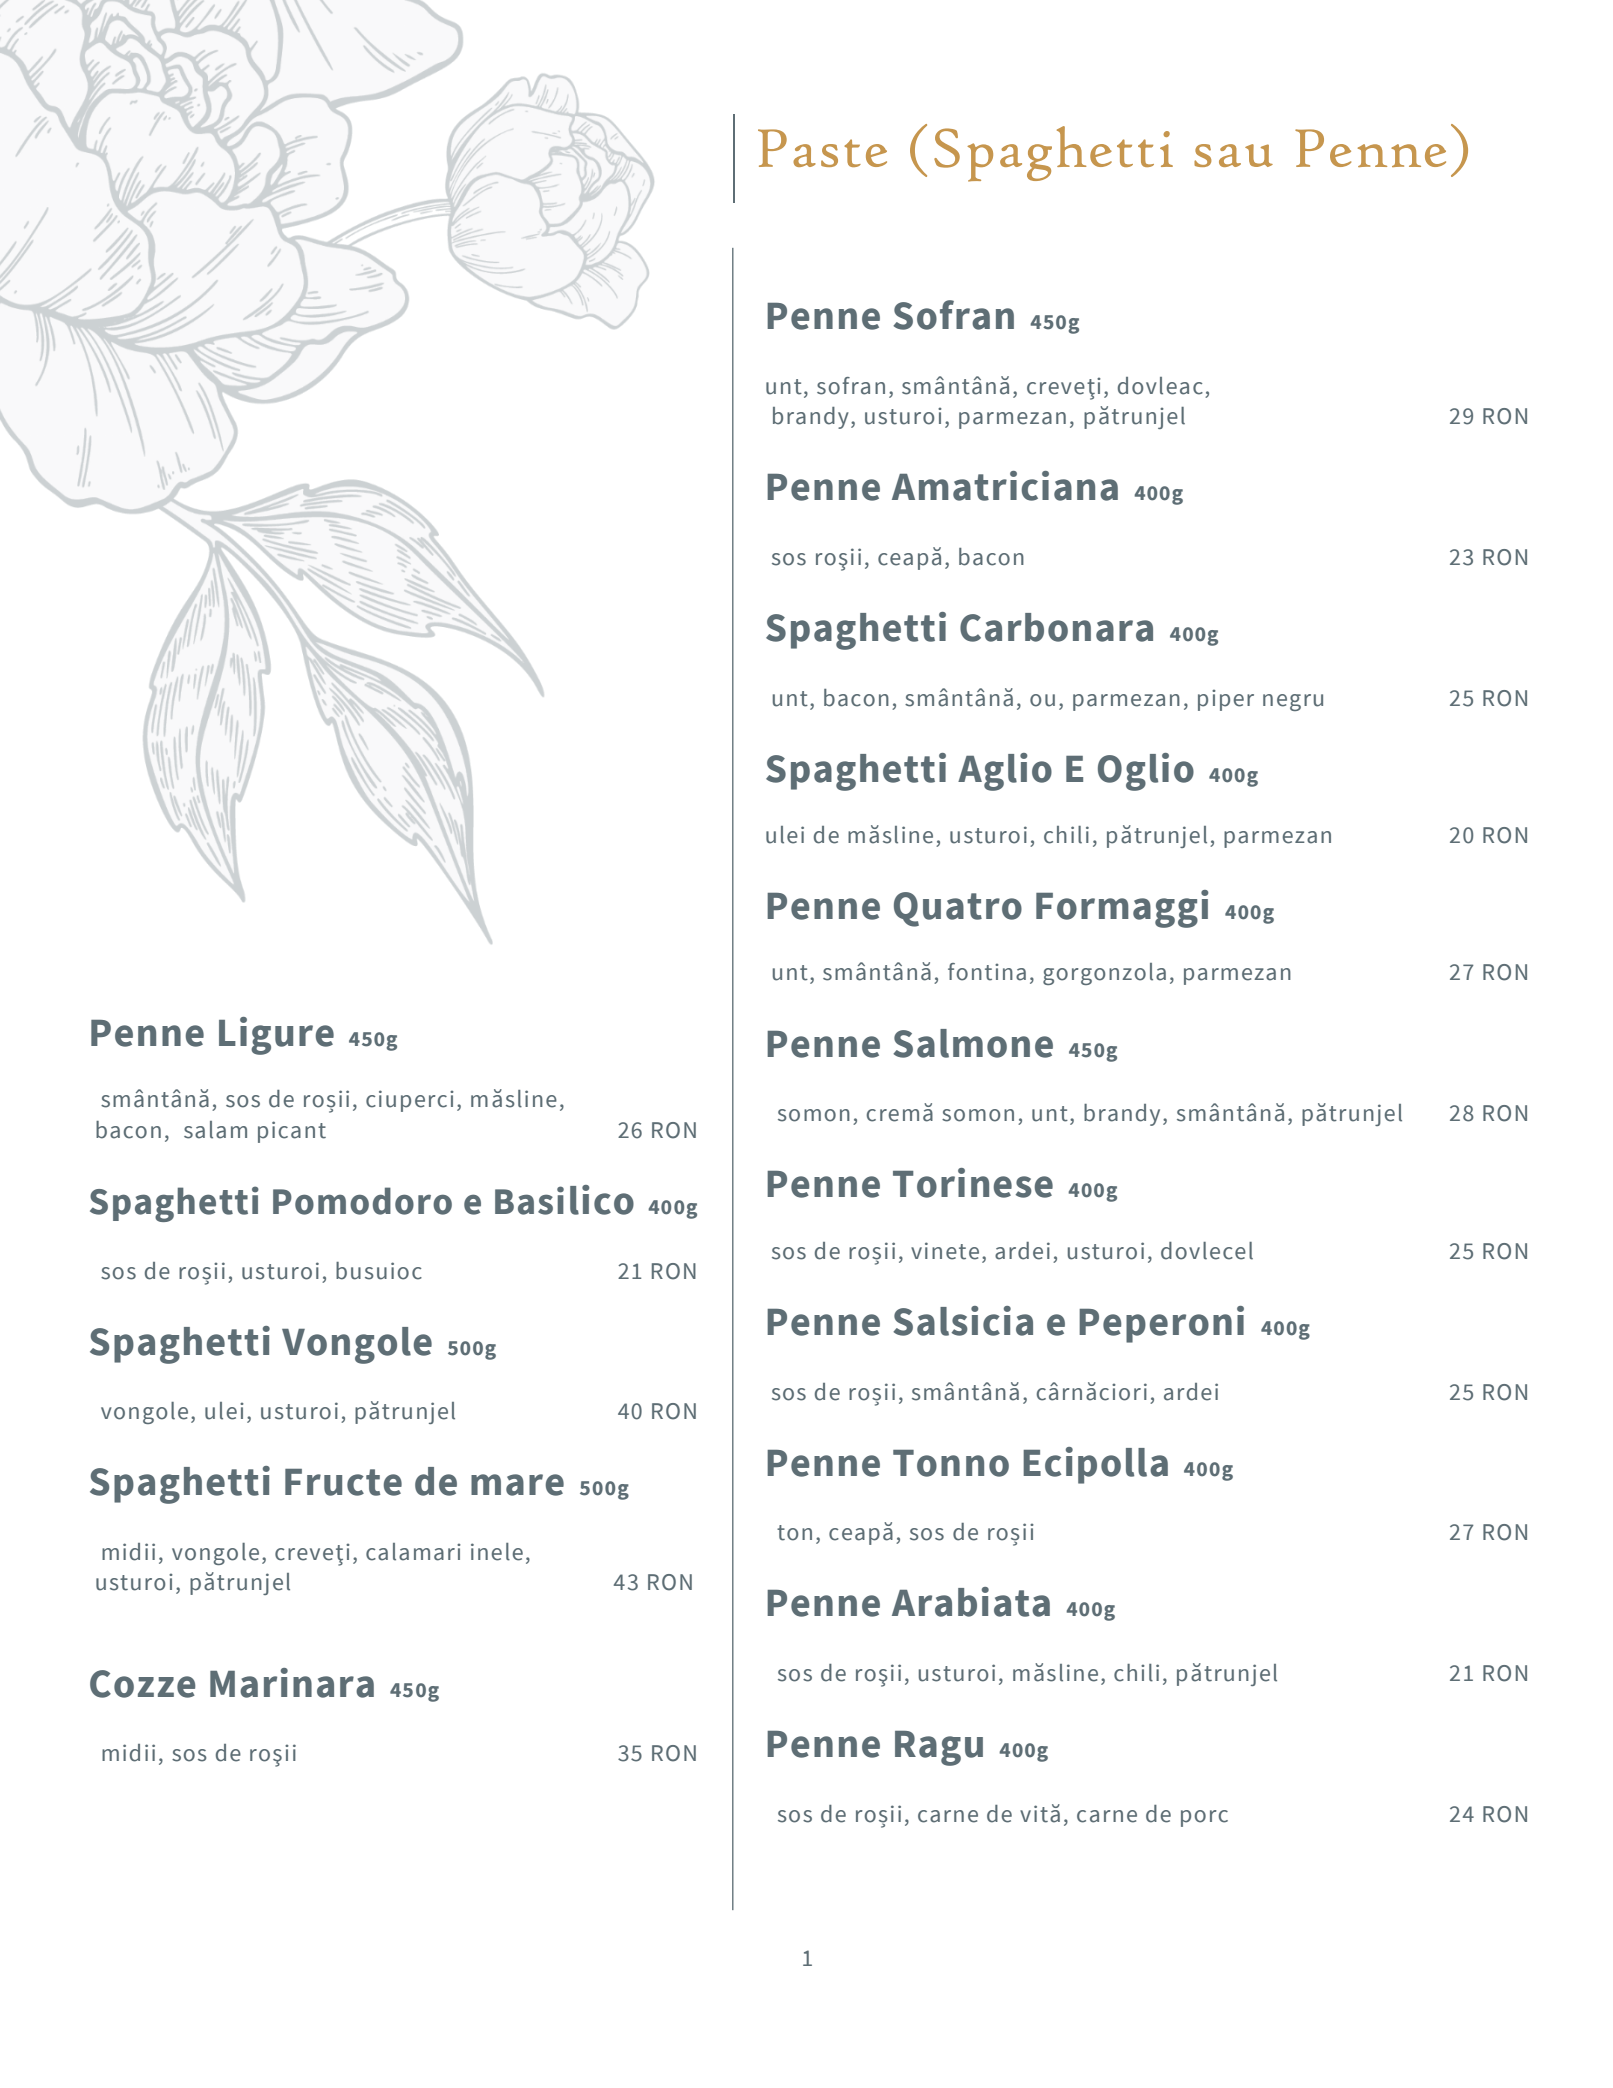 Paste (Spaghetti sau Penne)
Penne Sofran 450g
unt, sofran, smântână, creveţi, dovleac,
brandy, usturoi, parmezan, pătrunjel 29 RON
Penne Amatriciana 400g
sos roşii, ceapă, bacon 23 RON
Spaghetti Carbonara 400g
unt, bacon, smântână, ou, parmezan, piper negru 25 RON
Spaghetti Aglio E Oglio 400g
ulei de măsline, usturoi, chili, pătrunjel, parmezan 20 RON
Penne Quatro Formaggi 400g
unt, smântână, fontina, gorgonzola, parmezan 27 RON
Penne Salmone 450g
somon, cremă somon, unt, brandy, smântână, pătrunjel 28 RON
Penne Torinese 400g
sos de roșii, vinete, ardei, usturoi, dovlecel 25 RON
Penne Salsicia e Peperoni 400g
sos de roșii, smântână, cârnăciori, ardei 25 RON
Penne Tonno Ecipolla 400g
ton, ceapă, sos de roșii 27 RON
Penne Arabiata 400g
sos de roşii, usturoi, măsline, chili, pătrunjel 21 RON
Penne Ragu 400g
sos de roșii, carne de vită, carne de porc 24 RON
Penne Ligure 450g
smântână, sos de roșii, ciuperci, măsline,
bacon, salam picant 26 RON
Spaghetti Pomodoro e Basilico 400g
sos de roșii, usturoi, busuioc 21 RON
Spaghetti Vongole 500g
vongole, ulei, usturoi, pătrunjel 40 RON
Spaghetti Fructe de mare 500g
midii, vongole, creveţi, calamari inele,
usturoi, pătrunjel 43 RON
Cozze Marinara 450g
midii, sos de roşii 35 RON
1